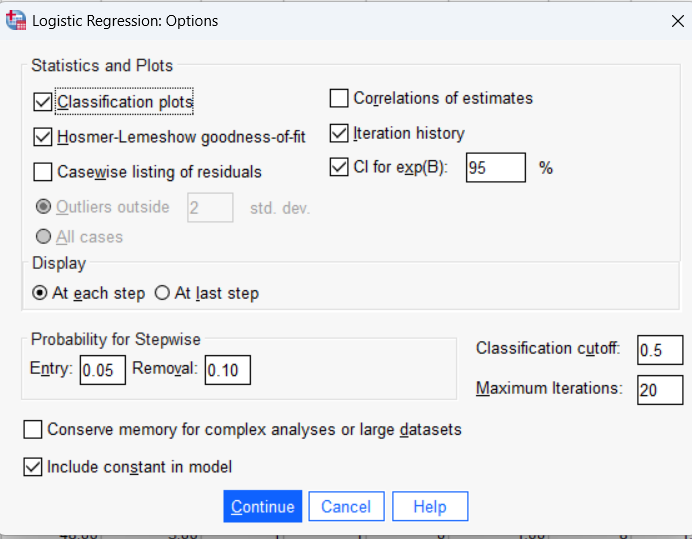 Logistic Regression: Options
Statistics and Plots
Classification plots
Correlations of estimates
Hosmer-Lemeshow goodness-of-fit
Iteration history
Casewise listing of residuals
CI for exp(B): 95 %
Outliers outside 2 std. dev.
All cases
Display
At each step At last step
Probability for Stepwise
Entry: 0.05 Removal: 0.10
Classification cutoff: 0.5
Maximum Iterations: 20
Conserve memory for complex analyses or large datasets
Include constant in model
Continue Cancel Help